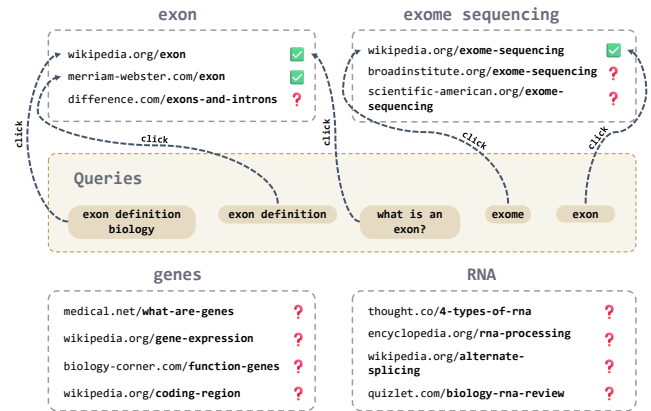 exon
wikipedia.org/exon
merriam-webster.com/exon
difference.com/exons-and-introns ?
exome sequencing
wikipedia.org/exome-sequencing
broadinstitute.org/exome-sequencing ?
scientific-american.org/exome- ?
sequencing
click
click
click
click
click
Queries
exon definition
biology
exon definition
what is an
exon?
exome
exon
genes
medical.net/what-are-genes ?
wikipedia.org/gene-expression ?
biology-corner.com/function-genes ?
wikipedia.org/coding-region ?
RNA
thought.co/4-types-of-rna ?
encyclopedia.org/rna-processing ?
wikipedia.org/alternate- ?
splicing
quizlet.com/biology-rna-review ?